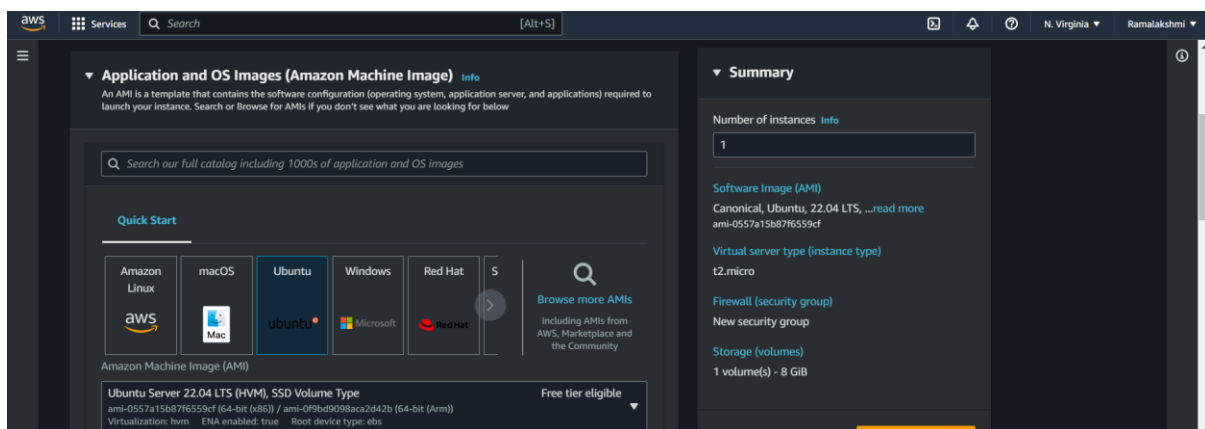 aws
Services
Search
[Alt+S]
N. Virginia
Ramalakshmi
Application and OS Images (Amazon Machine Image) Info
An AMI is a template that contains the software configuration (operating system, application server, and applications) required to
launch your instance. Search or Browse for AMIs if you don't see what you are looking for below
Search our full catalog including 1000s of application and OS images
Quick Start
Amazon
Linux
aws
macOS
Mac
Ubuntu
ubuntu
Windows
Microsoft
Red Hat
Red Hat
S
Browse more AMIs
Including AMIs from
AWS, Marketplace and
the Community
Amazon Machine Image (AMI)
Ubuntu Server 22.04 LTS (HVM), SSD Volume Type
Free tier eligible
ami-0557a15b87f6559cf (64-bit (x86)) / ami-0f9bd9098aca2d42b (64-bit (Arm))
Virtualization: hvm ENA enabled: true Root device type: ebs
Summary
Number of instances Info
1
Software Image (AMI)
Canonical, Ubuntu, 22.04 LTS, ...read more
ami-0557a15b87f6559cf
Virtual server type (instance type)
t2.micro
Firewall (security group)
New security group
Storage (volumes)
1 volume(s) - 8 GiB